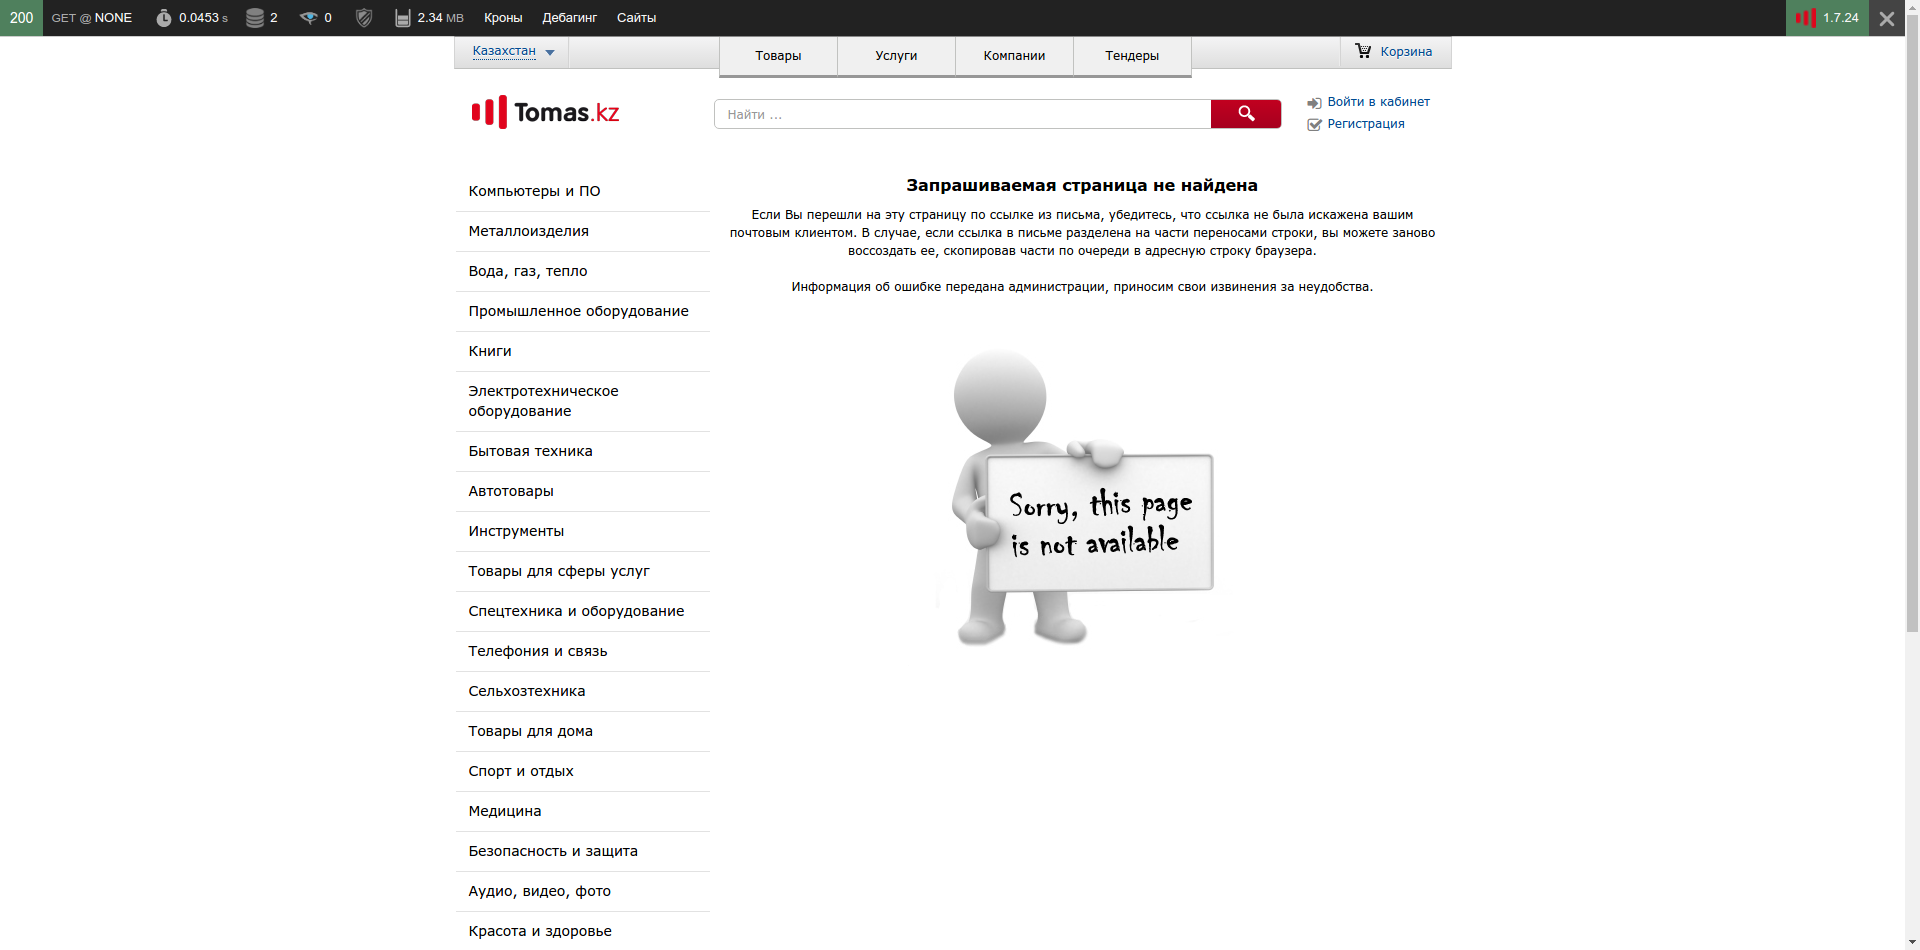 200 GET @ NONE 0.0453 s 2 0 2.34 MB Кроны Дебагинг Сайты 1.7.24
Казахстан Товары Услуги Компании Тендеры Корзина
Tomas.kz Найти ... Войти в кабинет
Регистрация
Компьютеры и ПО
Металлоизделия
Вода, газ, тепло
Промышленное оборудование
Книги
Электротехническое
оборудование
Бытовая техника
Автотовары
Инструменты
Товары для сферы услуг
Спецтехника и оборудование
Телефония и связь
Сельхозтехника
Товары для дома
Спорт и отдых
Медицина
Безопасность и защита
Аудио, видео, фото
Красота и здоровье
Запрашиваемая страница не найдена
Если Вы перешли на эту страницу по ссылке из письма, убедитесь, что ссылка не была искажена вашим
почтовым клиентом. В случае, если ссылка в письме разделена на части переносами строки, вы можете заново
воссоздать ее, скопировав части по очереди в адресную строку браузера.
Информация об ошибке передана администрации, приносим свои извинения за неудобства.
Sorry, this page
is not available